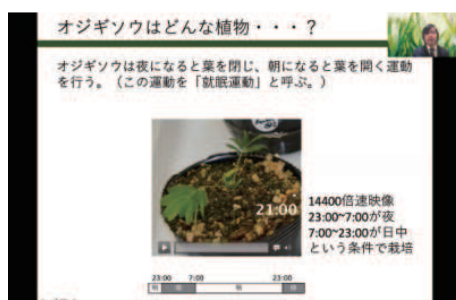 オジギソウはどんな植物・・・？
オジギソウは夜になると葉を閉じ、朝になると葉を開く運動
を行う。（この運動を「就眠運動」と呼ぶ。）
21:00
14400倍速映像
23:00~7:00が夜
7:00~23:00が日中
という条件で栽培
23:00 7:00 23:00